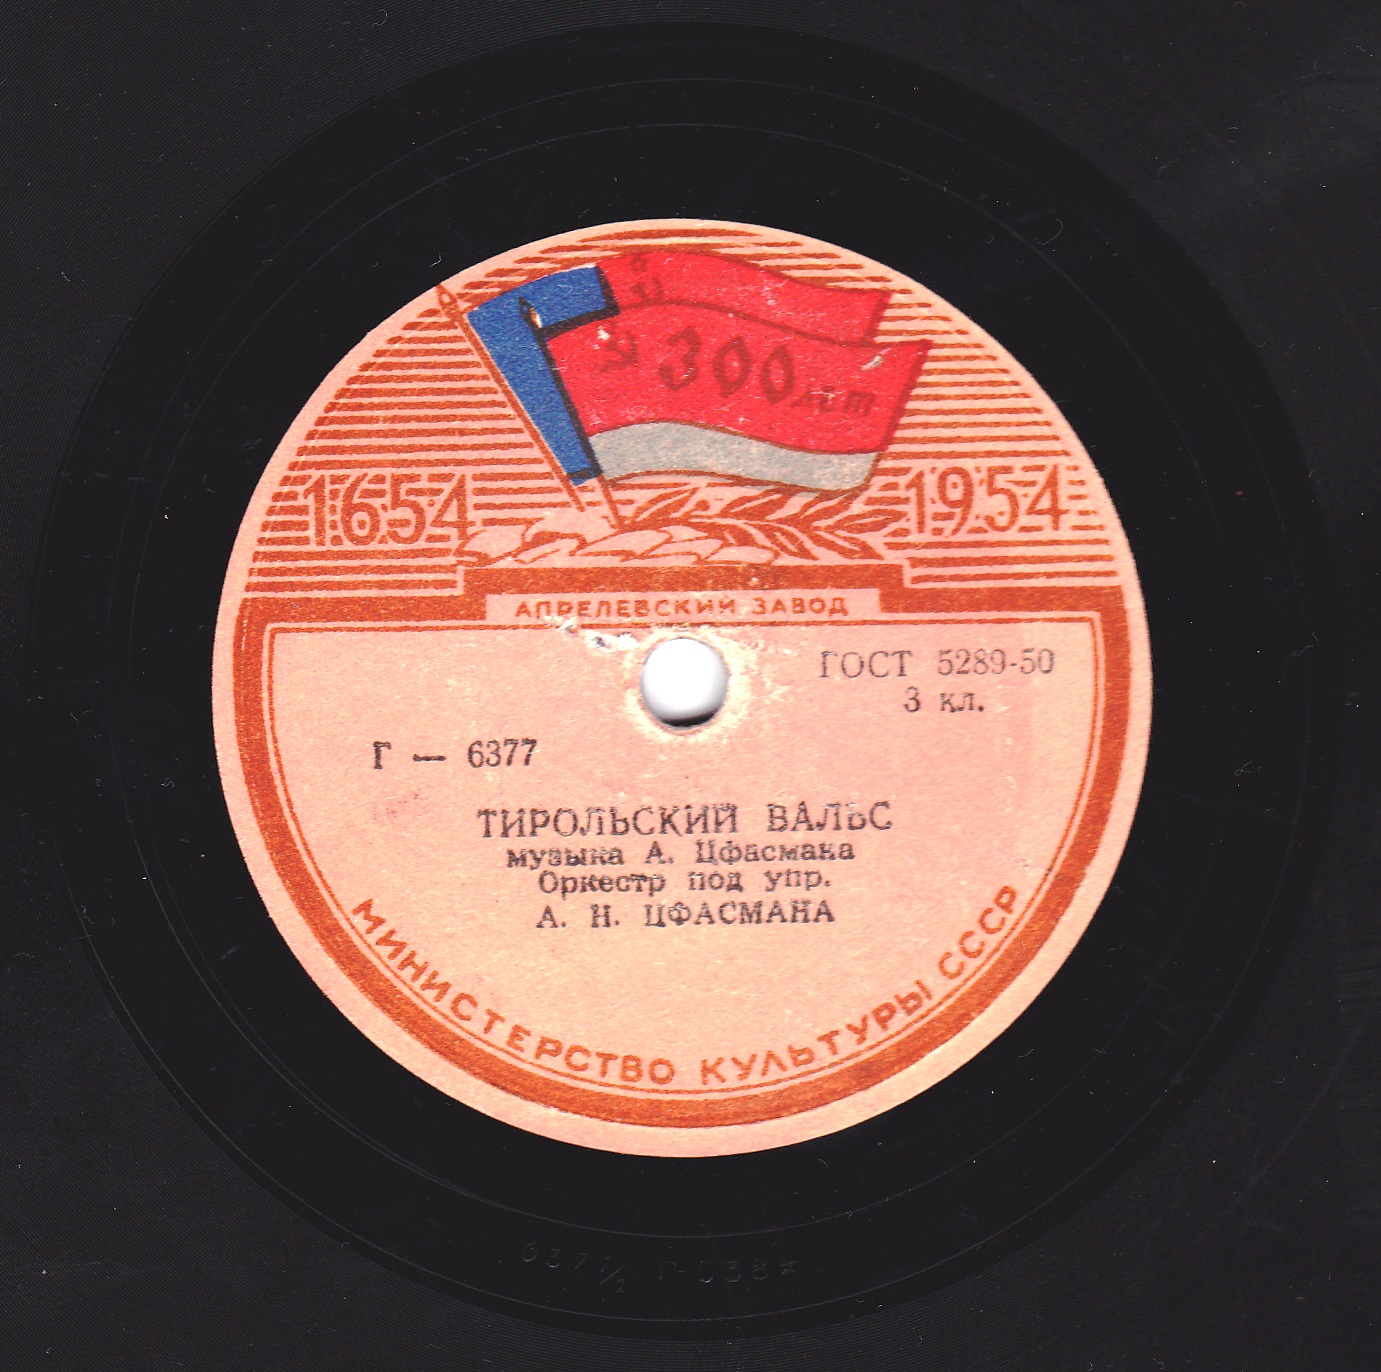 300 лет
1654
1954
АПРЕЛЕВСКИЙ ЗАВОД
ГОСТ 5289-50
3 кл.
Г — 6377
ТИРОЛЬСКИЙ ВАЛЬС
музыка А. Цфасмана
Оркестр под упр.
А. Н. ЦФАСМАНА
МИНИСТЕРСТВО КУЛЬТУРЫ СССР